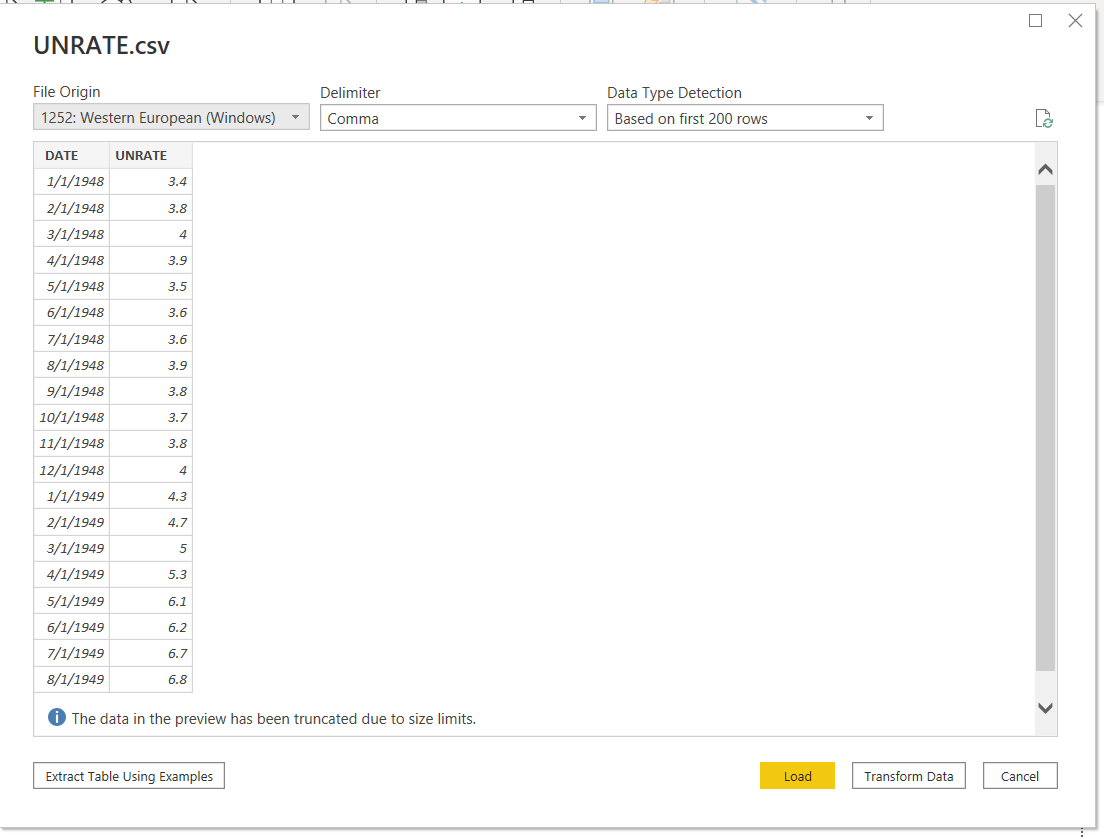 UNRATE.csv
File Origin
Delimiter
Data Type Detection
1252: Western European (Windows)
Comma
Based on first 200 rows
DATE UNRATE
1/1/1948 3.4
2/1/1948 3.8
3/1/1948 4
4/1/1948 3.9
5/1/1948 3.5
6/1/1948 3.6
7/1/1948 3.6
8/1/1948 3.9
9/1/1948 3.8
10/1/1948 3.7
11/1/1948 3.8
12/1/1948 4
1/1/1949 4.3
2/1/1949 4.7
3/1/1949 5
4/1/1949 5.3
5/1/1949 6.1
6/1/1949 6.2
7/1/1949 6.7
8/1/1949 6.8
The data in the preview has been truncated due to size limits.
Extract Table Using Examples
Load
Transform Data
Cancel